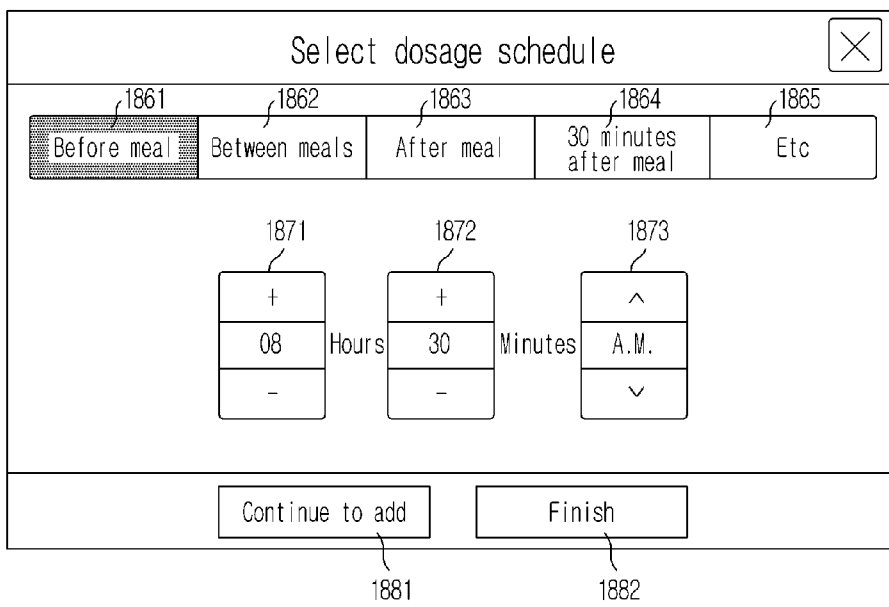 Select dosage schedule
1861 1862 1863 1864 1865
Before meal Between meals After meal 30 minutes after meal Etc
1871 1872 1873
+ + ^
08 Hours 30 Minutes A.M.
- - v
Continue to add Finish
1881 1882